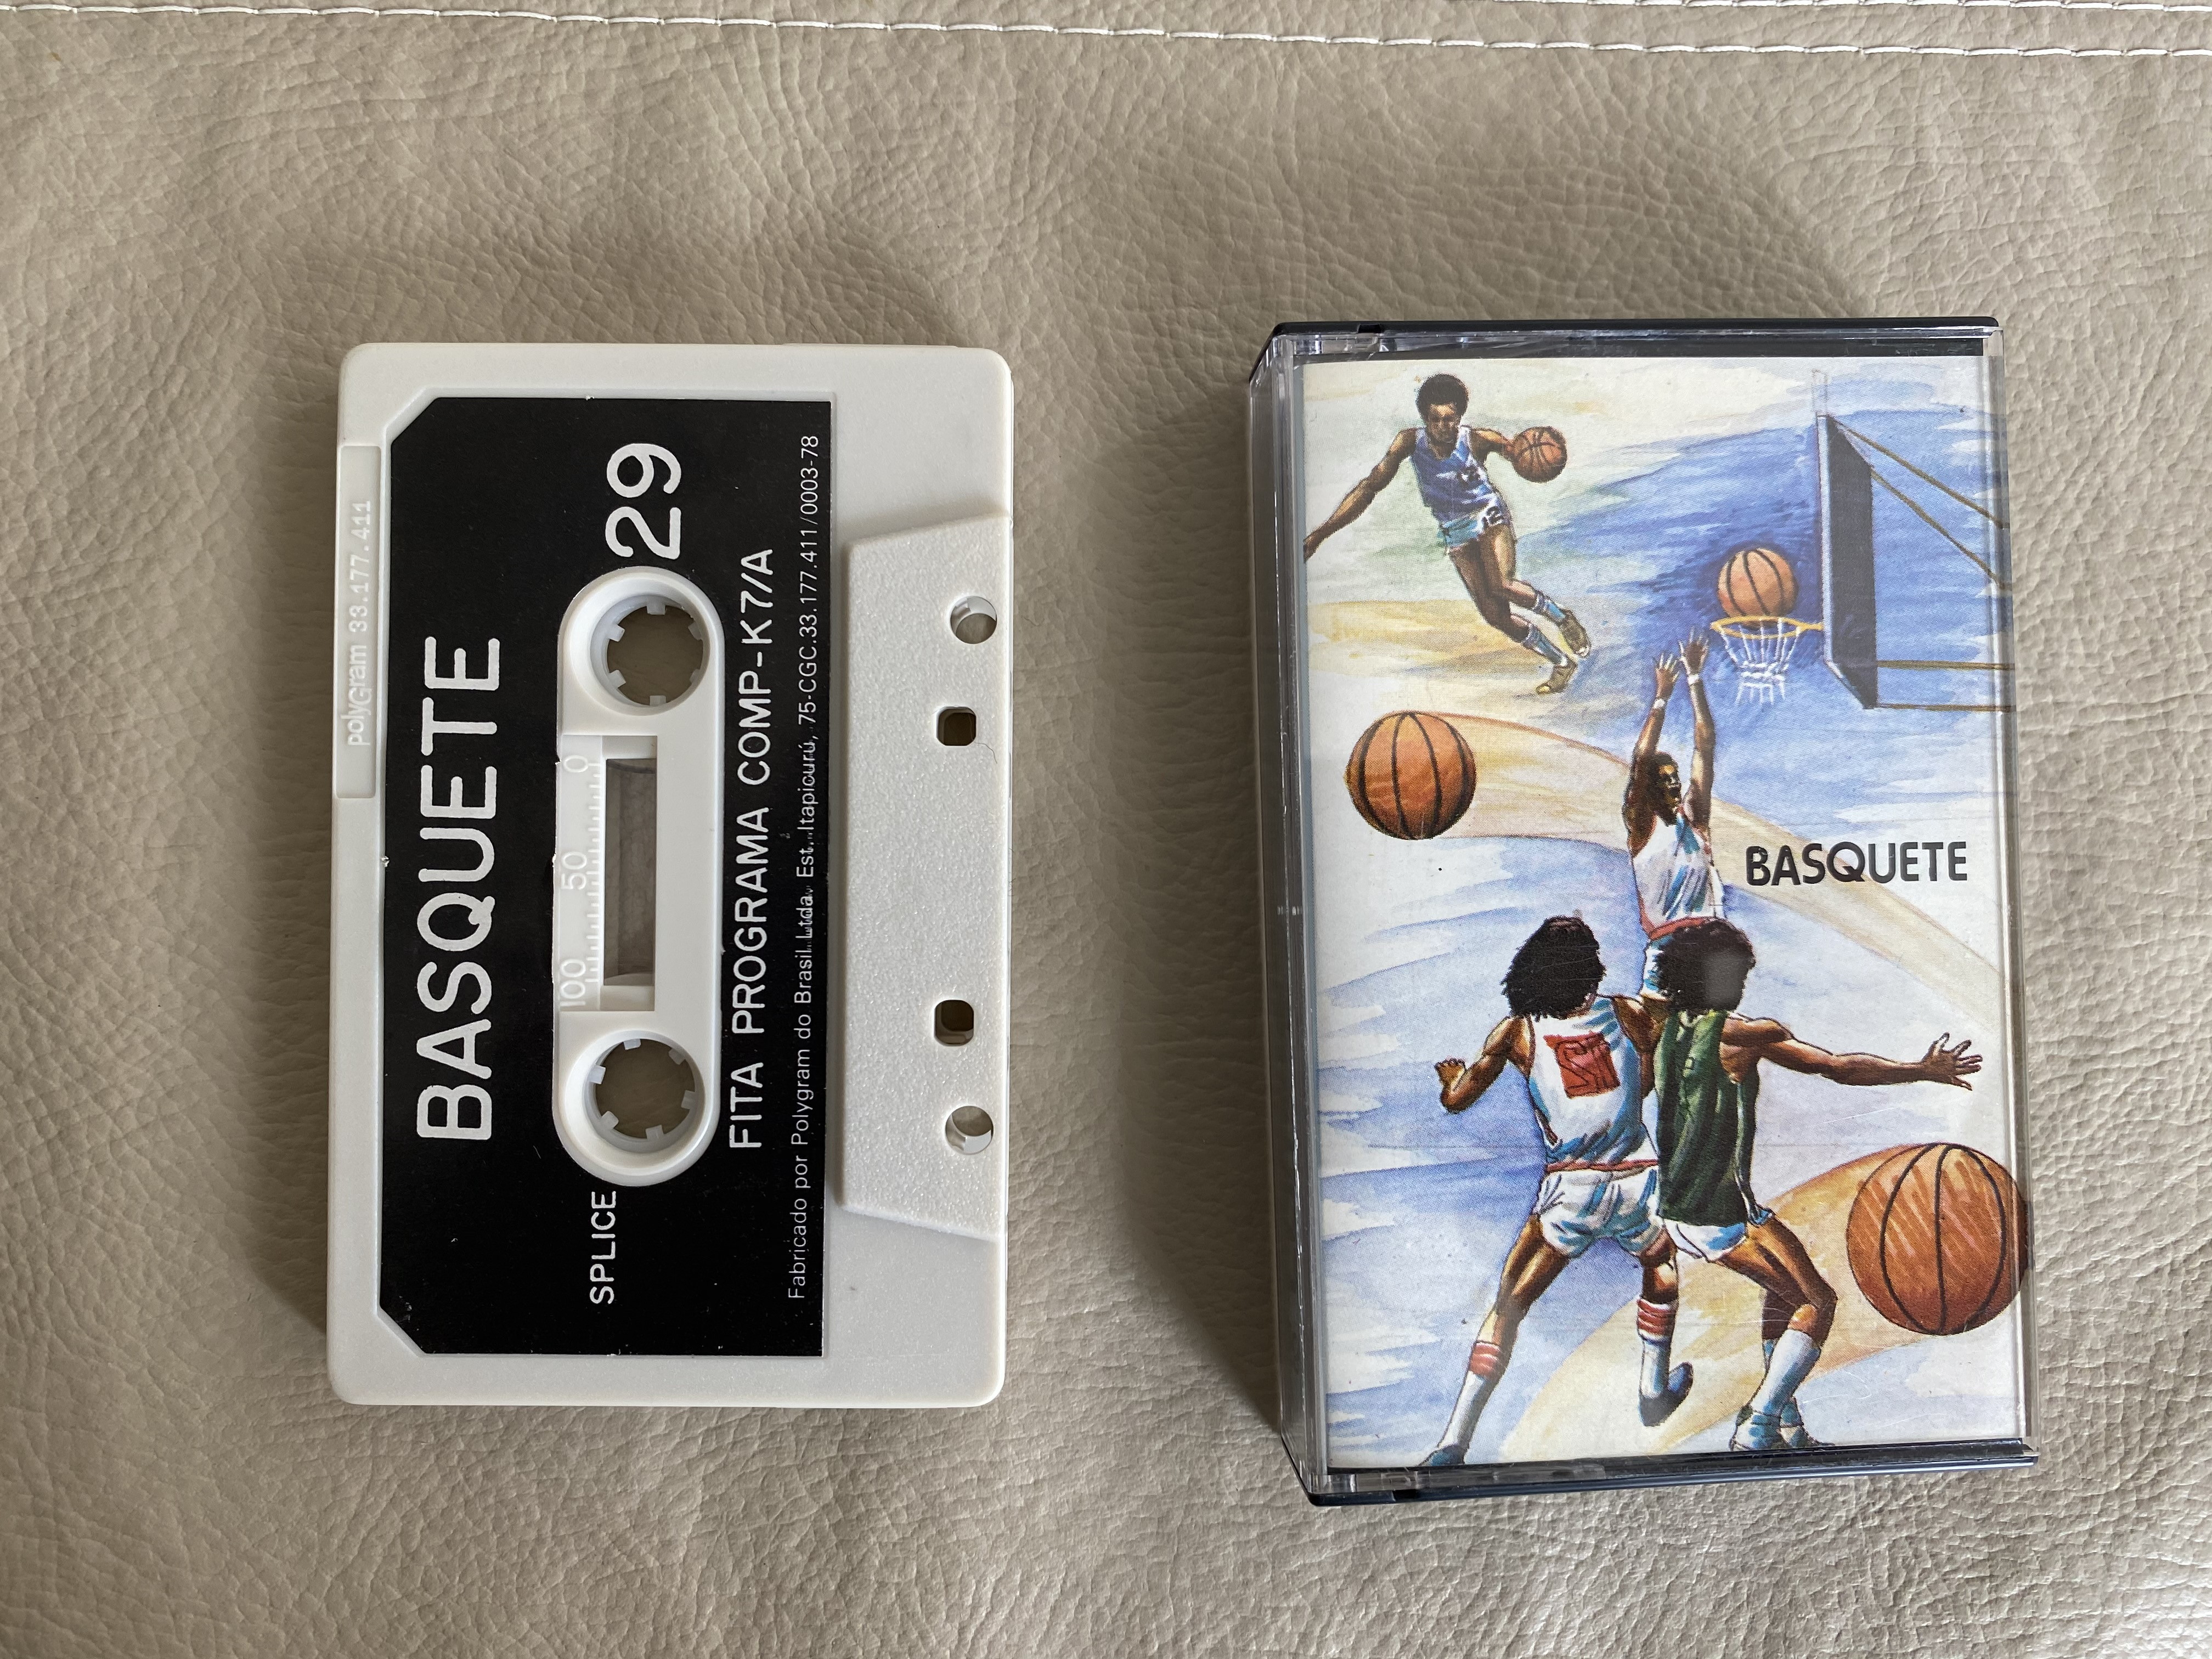 polyGram 33.177.411
BASQUETE
29
0 50 100
SPLICE
FITA PROGRAMA COMP-K7/A
Fabricado por Polygram do Brasil Ltda. Est. Itapicurú, 75-CGC.33.177.411/0003-78
12
BASQUETE